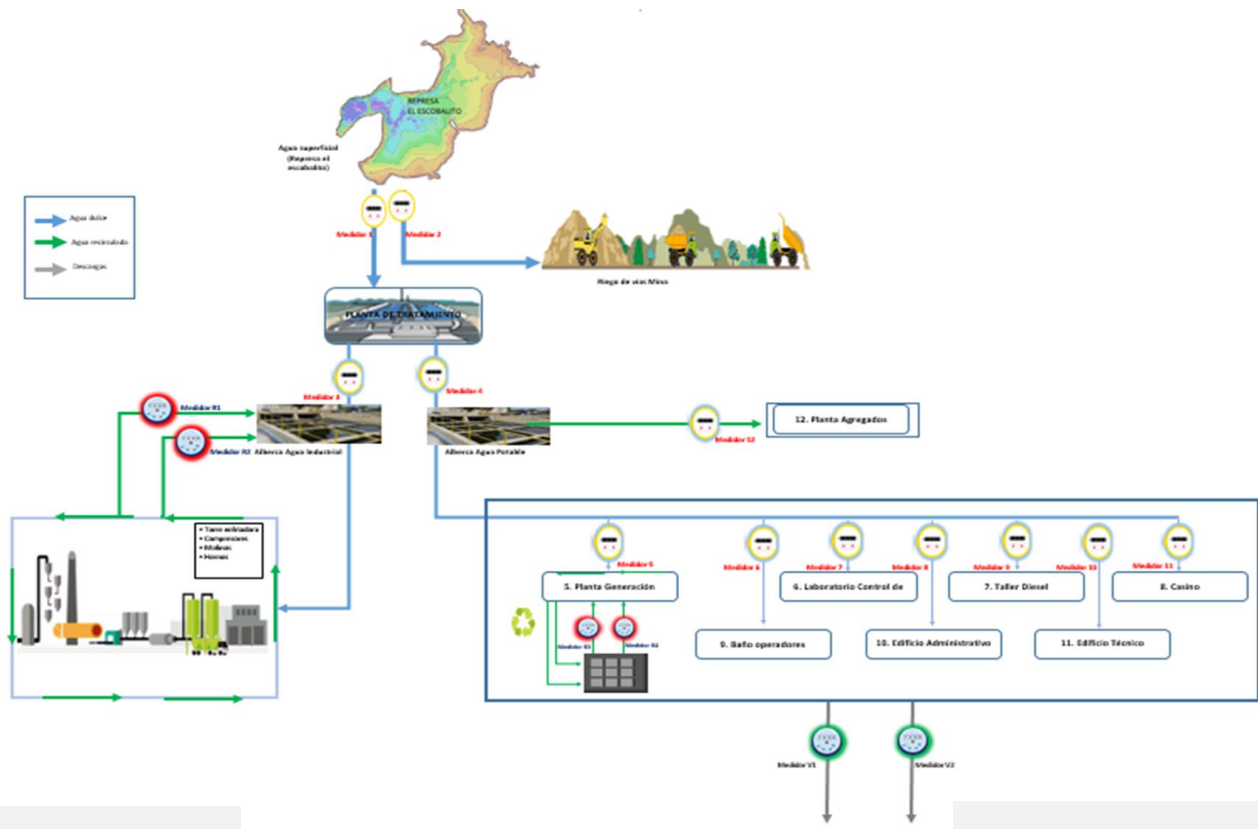 REPRESA
EL ESCOBALITO
Agua superficial
(Represa el
escobalito)
Medidor 1
Medidor 2
Agua dulce
Agua recirculada
Descargas
Riego de vías Mina
PLANTA DE TRATAMIENTO
Medidor 3
Medidor 4
Medidor R1
Medidor R2
Alberca Agua Industrial
Alberca Agua Potable
Medidor 12
12. Planta Agregados
• Torre enfriadora
• Compresores
• Molinos
• Hornos
Medidor 5
Medidor 6
Medidor 7
Medidor 8
Medidor 9
Medidor 10
Medidor 11
5. Planta Generación
6. Laboratorio Control de
7. Taller Diesel
8. Casino
Medidor R3
Medidor R4
9. Baño operadores
10. Edificio Administrativo
11. Edificio Técnico
Medidor V1
Medidor V2